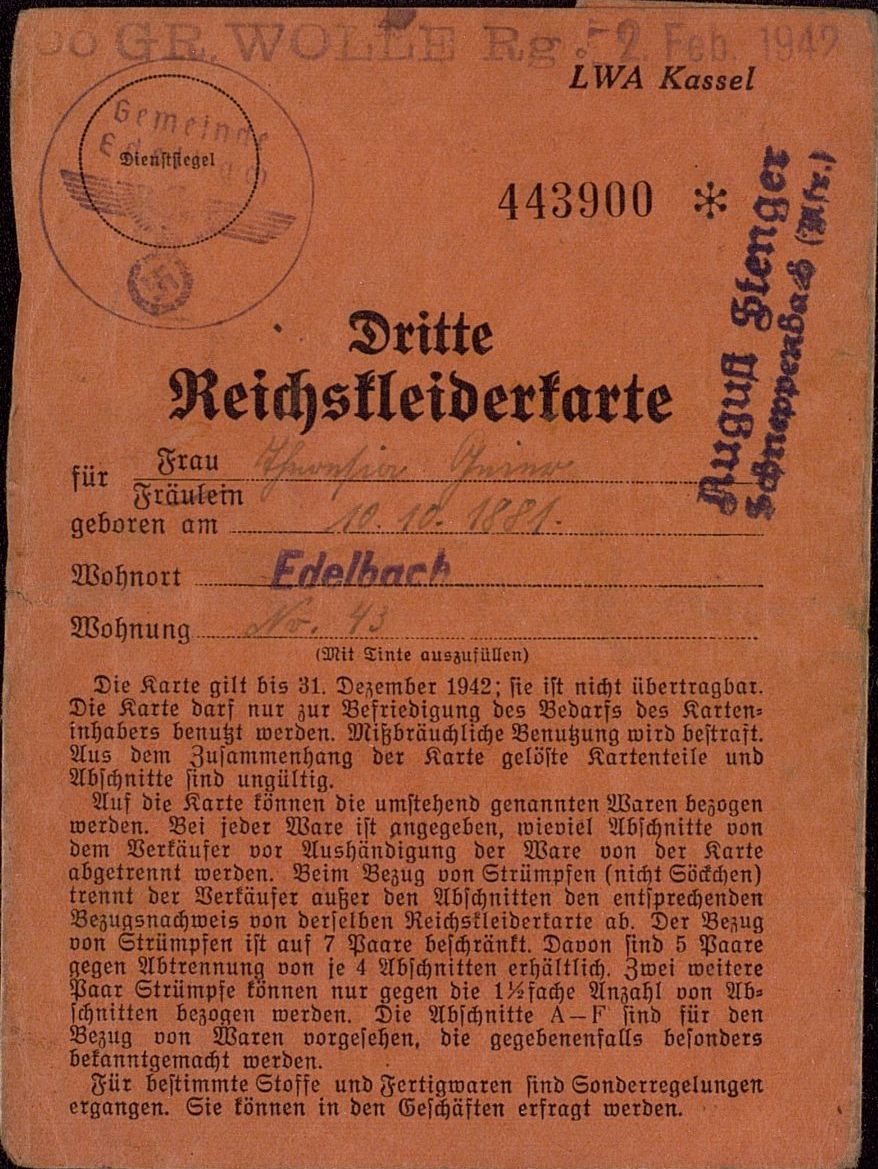 GR. WOLLE Rg. 2. Feb. 1942
LWA Kassel
Gemeinde
Dienstsiegel
443900 *
August Stenger
Schneppenbach (Ufr.)
Dritte
Reichskleiderkarte
für Frau Theresia
Fräulein
geboren am 10. 10. 1881.
Wohnort Edelbach
Wohnung No. 43
(Mit Tinte auszufüllen)
Die Karte gilt bis 31. Dezember 1942; sie ist nicht übertragbar.
Die Karte darf nur zur Befriedigung des Bedarfs des Karten-
inhabers benutzt werden. Mißbräuchliche Benutzung wird bestraft.
Aus dem Zusammenhang der Karte gelöste Kartenteile und
Abschnitte sind ungültig.
Auf die Karte können die umstehend genannten Waren bezogen
werden. Bei jeder Ware ist angegeben, wieviel Abschnitte von
dem Verkäufer vor Aushändigung der Ware von der Karte
abgetrennt werden. Beim Bezug von Strümpfen (nicht Söckchen)
trennt der Verkäufer außer den Abschnitten den entsprechenden
Bezugsnachweis von derselben Reichskleiderkarte ab. Der Bezug
von Strümpfen ist auf 7 Paare beschränkt. Davon sind 5 Paare
gegen Abtrennung von je 4 Abschnitten erhältlich. Zwei weitere
Paar Strümpfe können nur gegen die 1½fache Anzahl von Ab-
schnitten bezogen werden. Die Abschnitte A–F sind für den
Bezug von Waren vorgesehen, die gegebenenfalls besonders
bekanntgemacht werden.
Für bestimmte Stoffe und Fertigwaren sind Sonderregelungen
ergangen. Sie können in den Geschäften erfragt werden.